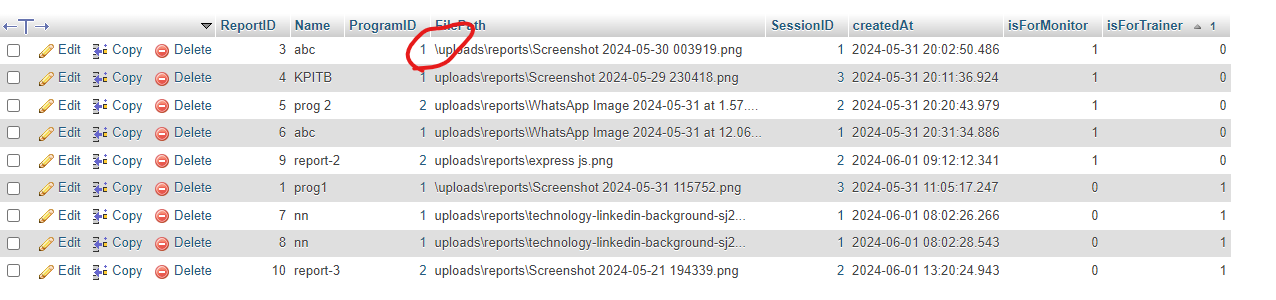 ReportID Name ProgramID FilePath SessionID createdAt isForMonitor isForTrainer 1
Edit Copy Delete 3 abc 1 \uploads\reports\Screenshot 2024-05-30 003919.png 1 2024-05-31 20:02:50.486 1 0
Edit Copy Delete 4 KPITB 1 uploads\reports\Screenshot 2024-05-29 230418.png 3 2024-05-31 20:11:36.924 1 0
Edit Copy Delete 5 prog 2 2 uploads\reports\WhatsApp Image 2024-05-31 at 1.57.... 2 2024-05-31 20:20:43.979 1 0
Edit Copy Delete 6 abc 1 uploads\reports\WhatsApp Image 2024-05-31 at 12.06... 1 2024-05-31 20:31:34.886 1 0
Edit Copy Delete 9 report-2 2 uploads\reports\express js.png 2 2024-06-01 09:12:12.341 1 0
Edit Copy Delete 1 prog1 1 \uploads\reports\Screenshot 2024-05-31 115752.png 3 2024-05-31 11:05:17.247 0 1
Edit Copy Delete 7 nn 1 uploads\reports\technology-linkedin-background-sj2... 1 2024-06-01 08:02:26.266 0 1
Edit Copy Delete 8 nn 1 uploads\reports\technology-linkedin-background-sj2... 1 2024-06-01 08:02:28.543 0 1
Edit Copy Delete 10 report-3 2 uploads\reports\Screenshot 2024-05-21 194339.png 2 2024-06-01 13:20:24.943 0 1